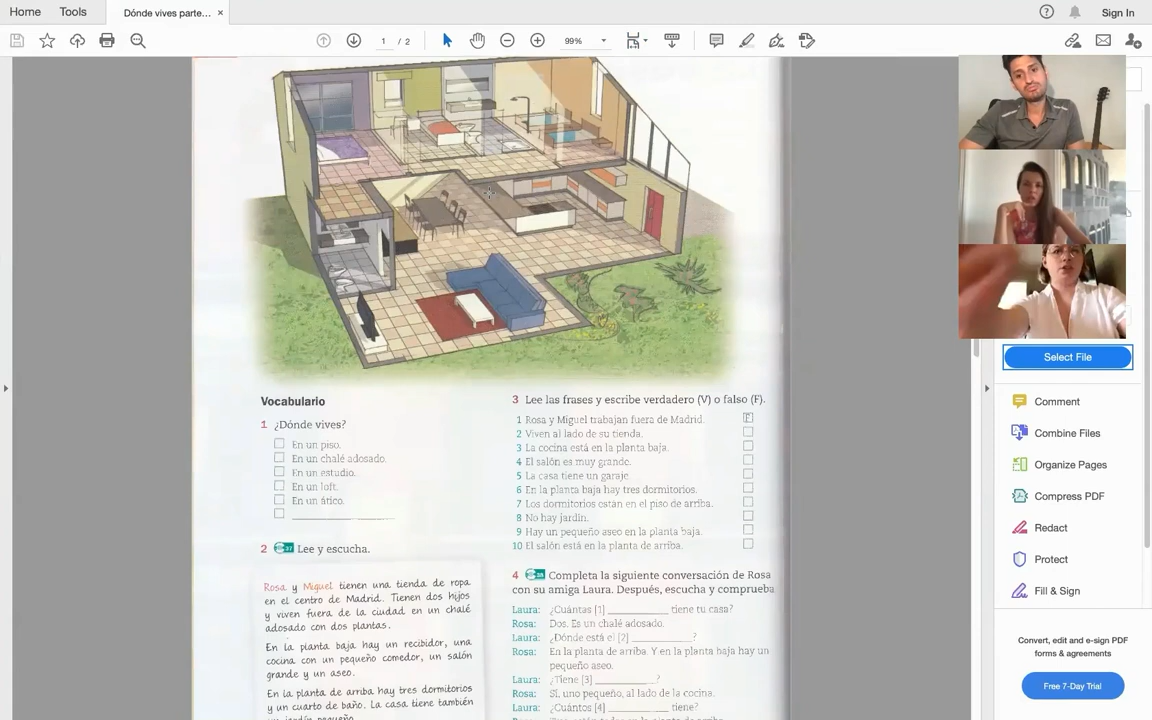 Home
Tools
Dónde vives parte... ×
Sign In
1 / 2
99%
Select File
Comment
Combine Files
Organize Pages
Compress PDF
Redact
Protect
Fill & Sign
Convert, edit and e-sign PDF
forms & agreements
Free 7-Day Trial
Vocabulario
1 ¿Dónde vives?
En un piso.
En un chalé adosado.
En un estudio.
En un loft.
En un ático.
2 Lee y escucha.
Rosa y Miguel tienen una tienda de ropa
en el centro de Madrid. Tienen dos hijos
y viven fuera de la ciudad en un chalé
adosado con dos plantas.
En la planta baja hay un recibidor, una
cocina con un pequeño comedor, un salón
grande y un aseo.
En la planta de arriba hay tres dormitorios
y un cuarto de baño. La casa tiene también
un jardín pequeño.
3 Lee las frases y escribe verdadero (V) o falso (F).
1 Rosa y Miguel trabajan fuera de Madrid. F
2 Viven al lado de su tienda.
3 La cocina está en la planta baja.
4 El salón es muy grande.
5 La casa tiene un garaje
6 En la planta baja hay tres dormitorios.
7 Los dormitorios están en el piso de arriba.
8 No hay jardín.
9 Hay un pequeño aseo en la planta baja.
10 El salón está en la planta de arriba.
4 Completa la siguiente conversación de Rosa
con su amiga Laura. Después, escucha y comprueba
Laura: ¿Cuántas [1] __________ tiene tu casa?
Rosa: Dos. Es un chalé adosado.
Laura: ¿Dónde está el [2] __________?
Rosa: En la planta de arriba. Y en la planta baja hay un
pequeño aseo.
Laura: ¿Tiene [3] __________?
Rosa: Sí, uno pequeño, al lado de la cocina.
Laura: ¿Cuántos [4] __________ tiene?